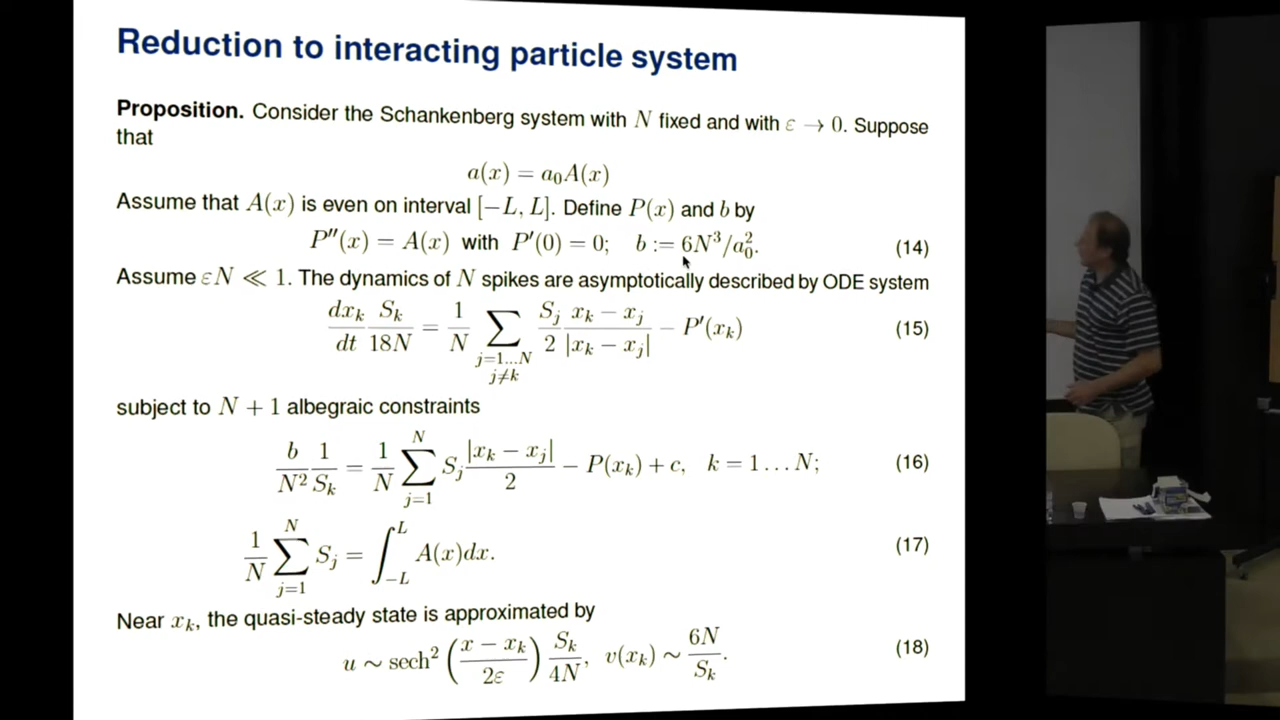 Reduction to interacting particle system
Proposition. Consider the Schankenberg system with N fixed and with ε → 0. Suppose
that
a(x) = a₀A(x)
Assume that A(x) is even on interval [−L, L]. Define P(x) and b by
P''(x) = A(x) with P'(0) = 0; b := 6N³/a₀². (14)
Assume εN ≪ 1. The dynamics of N spikes are asymptotically described by ODE system
dx_k/dt S_k/18N = 1/N ∑_{j=1...N, j≠k} S_j/2 (x_k − x_j)/|x_k − x_j| − P'(x_k) (15)
subject to N + 1 albegraic constraints
b/N² 1/S_k = 1/N ∑_{j=1}^{N} S_j |x_k − x_j|/2 − P(x_k) + c, k = 1...N; (16)
1/N ∑_{j=1}^{N} S_j = ∫_{−L}^{L} A(x)dx. (17)
Near x_k, the quasi-steady state is approximated by
u ∼ sech² ((x − x_k)/2ε) S_k/4N, v(x_k) ∼ 6N/S_k. (18)